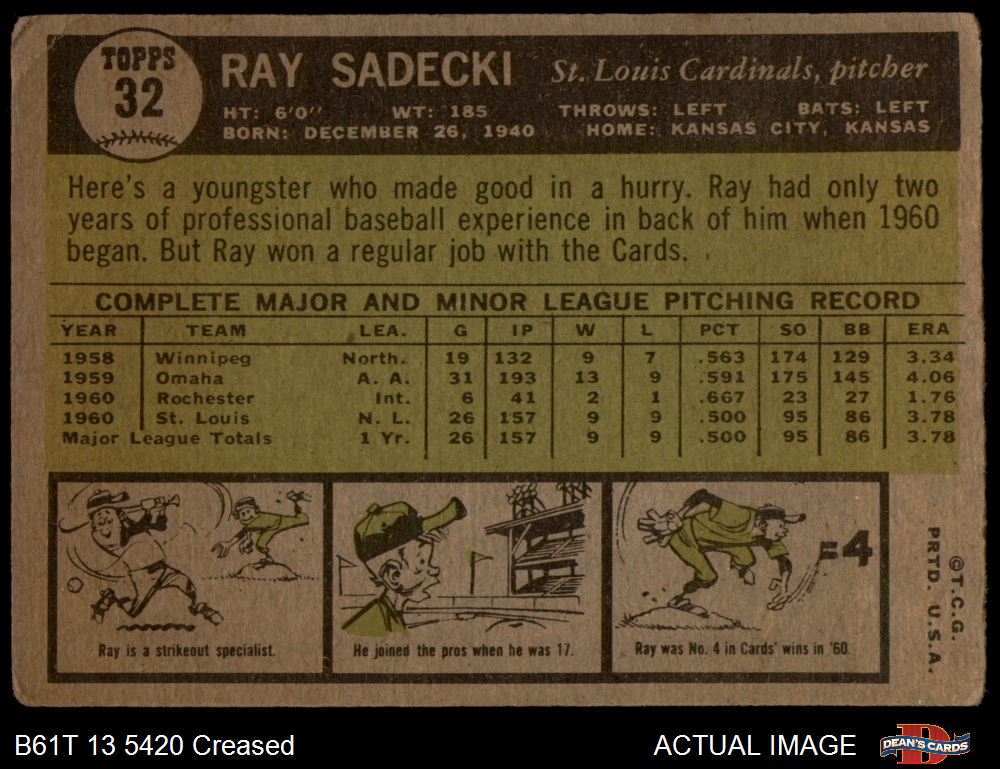 TOPPS
32
RAY SADECKI St. Louis Cardinals, pitcher
HT: 6'0" WT: 185 THROWS: LEFT BATS: LEFT
BORN: DECEMBER 26, 1940 HOME: KANSAS CITY, KANSAS
Here's a youngster who made good in a hurry. Ray had only two
years of professional baseball experience in back of him when 1960
began. But Ray won a regular job with the Cards.
COMPLETE MAJOR AND MINOR LEAGUE PITCHING RECORD
YEAR TEAM LEA. G IP W L PCT SO BB ERA
1958 Winnipeg North. 19 132 9 7 .563 174 129 3.34
1959 Omaha A. A. 31 193 13 9 .591 175 145 4.06
1960 Rochester Int. 6 41 2 1 .667 23 27 1.76
1960 St. Louis N. L. 26 157 9 9 .500 95 86 3.78
Major League Totals 1 Yr. 26 157 9 9 .500 95 86 3.78
=4
Ray is a strikeout specialist.
He joined the pros when he was 17.
Ray was No. 4 in Cards' wins in '60.
©T.C.G.
PRTD. U.S.A.
B61T 13 5420 Creased
ACTUAL IMAGE
D
DEAN'S CARDS